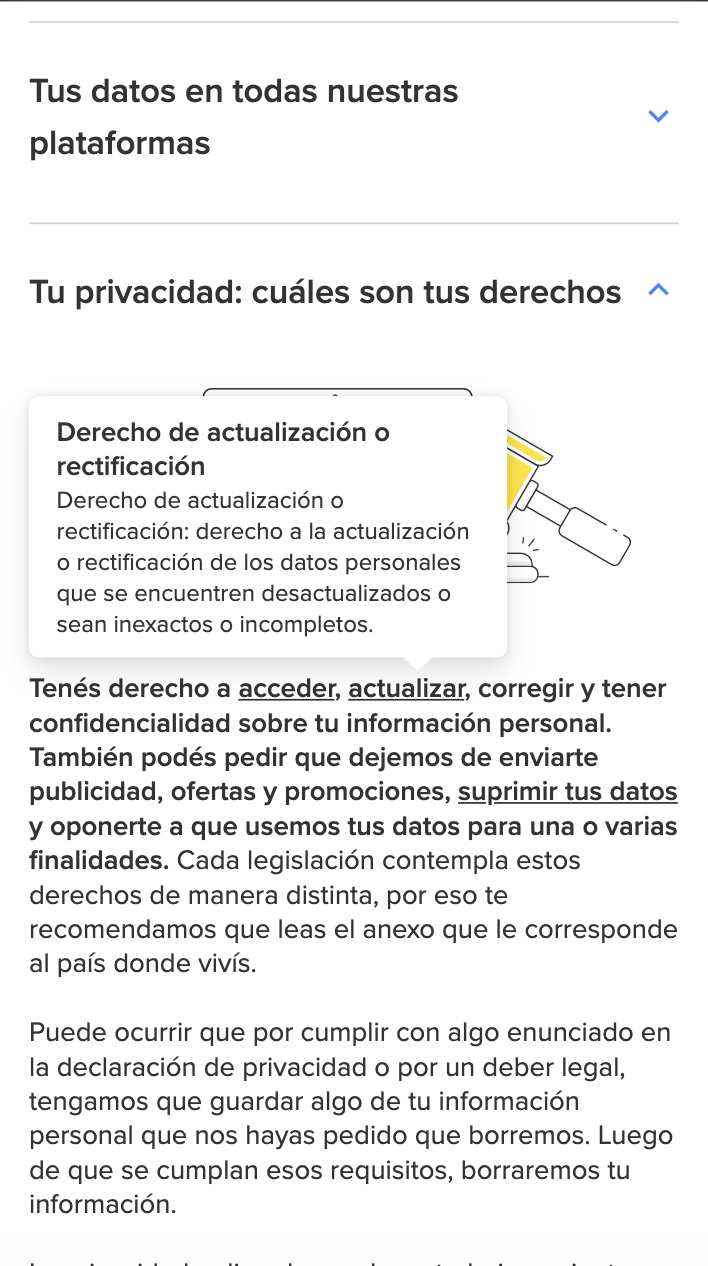 Tus datos en todas nuestras
plataformas
Tu privacidad: cuáles son tus derechos
Derecho de actualización o
rectificación
Derecho de actualización o
rectificación: derecho a la actualización
o rectificación de los datos personales
que se encuentren desactualizados o
sean inexactos o incompletos.
Tenés derecho a acceder, actualizar, corregir y tener
confidencialidad sobre tu información personal.
También podés pedir que dejemos de enviarte
publicidad, ofertas y promociones, suprimir tus datos
y oponerte a que usemos tus datos para una o varias
finalidades. Cada legislación contempla estos
derechos de manera distinta, por eso te
recomendamos que leas el anexo que le corresponde
al país donde vivís.
Puede ocurrir que por cumplir con algo enunciado en
la declaración de privacidad o por un deber legal,
tengamos que guardar algo de tu información
personal que nos hayas pedido que borremos. Luego
de que se cumplan esos requisitos, borraremos tu
información.